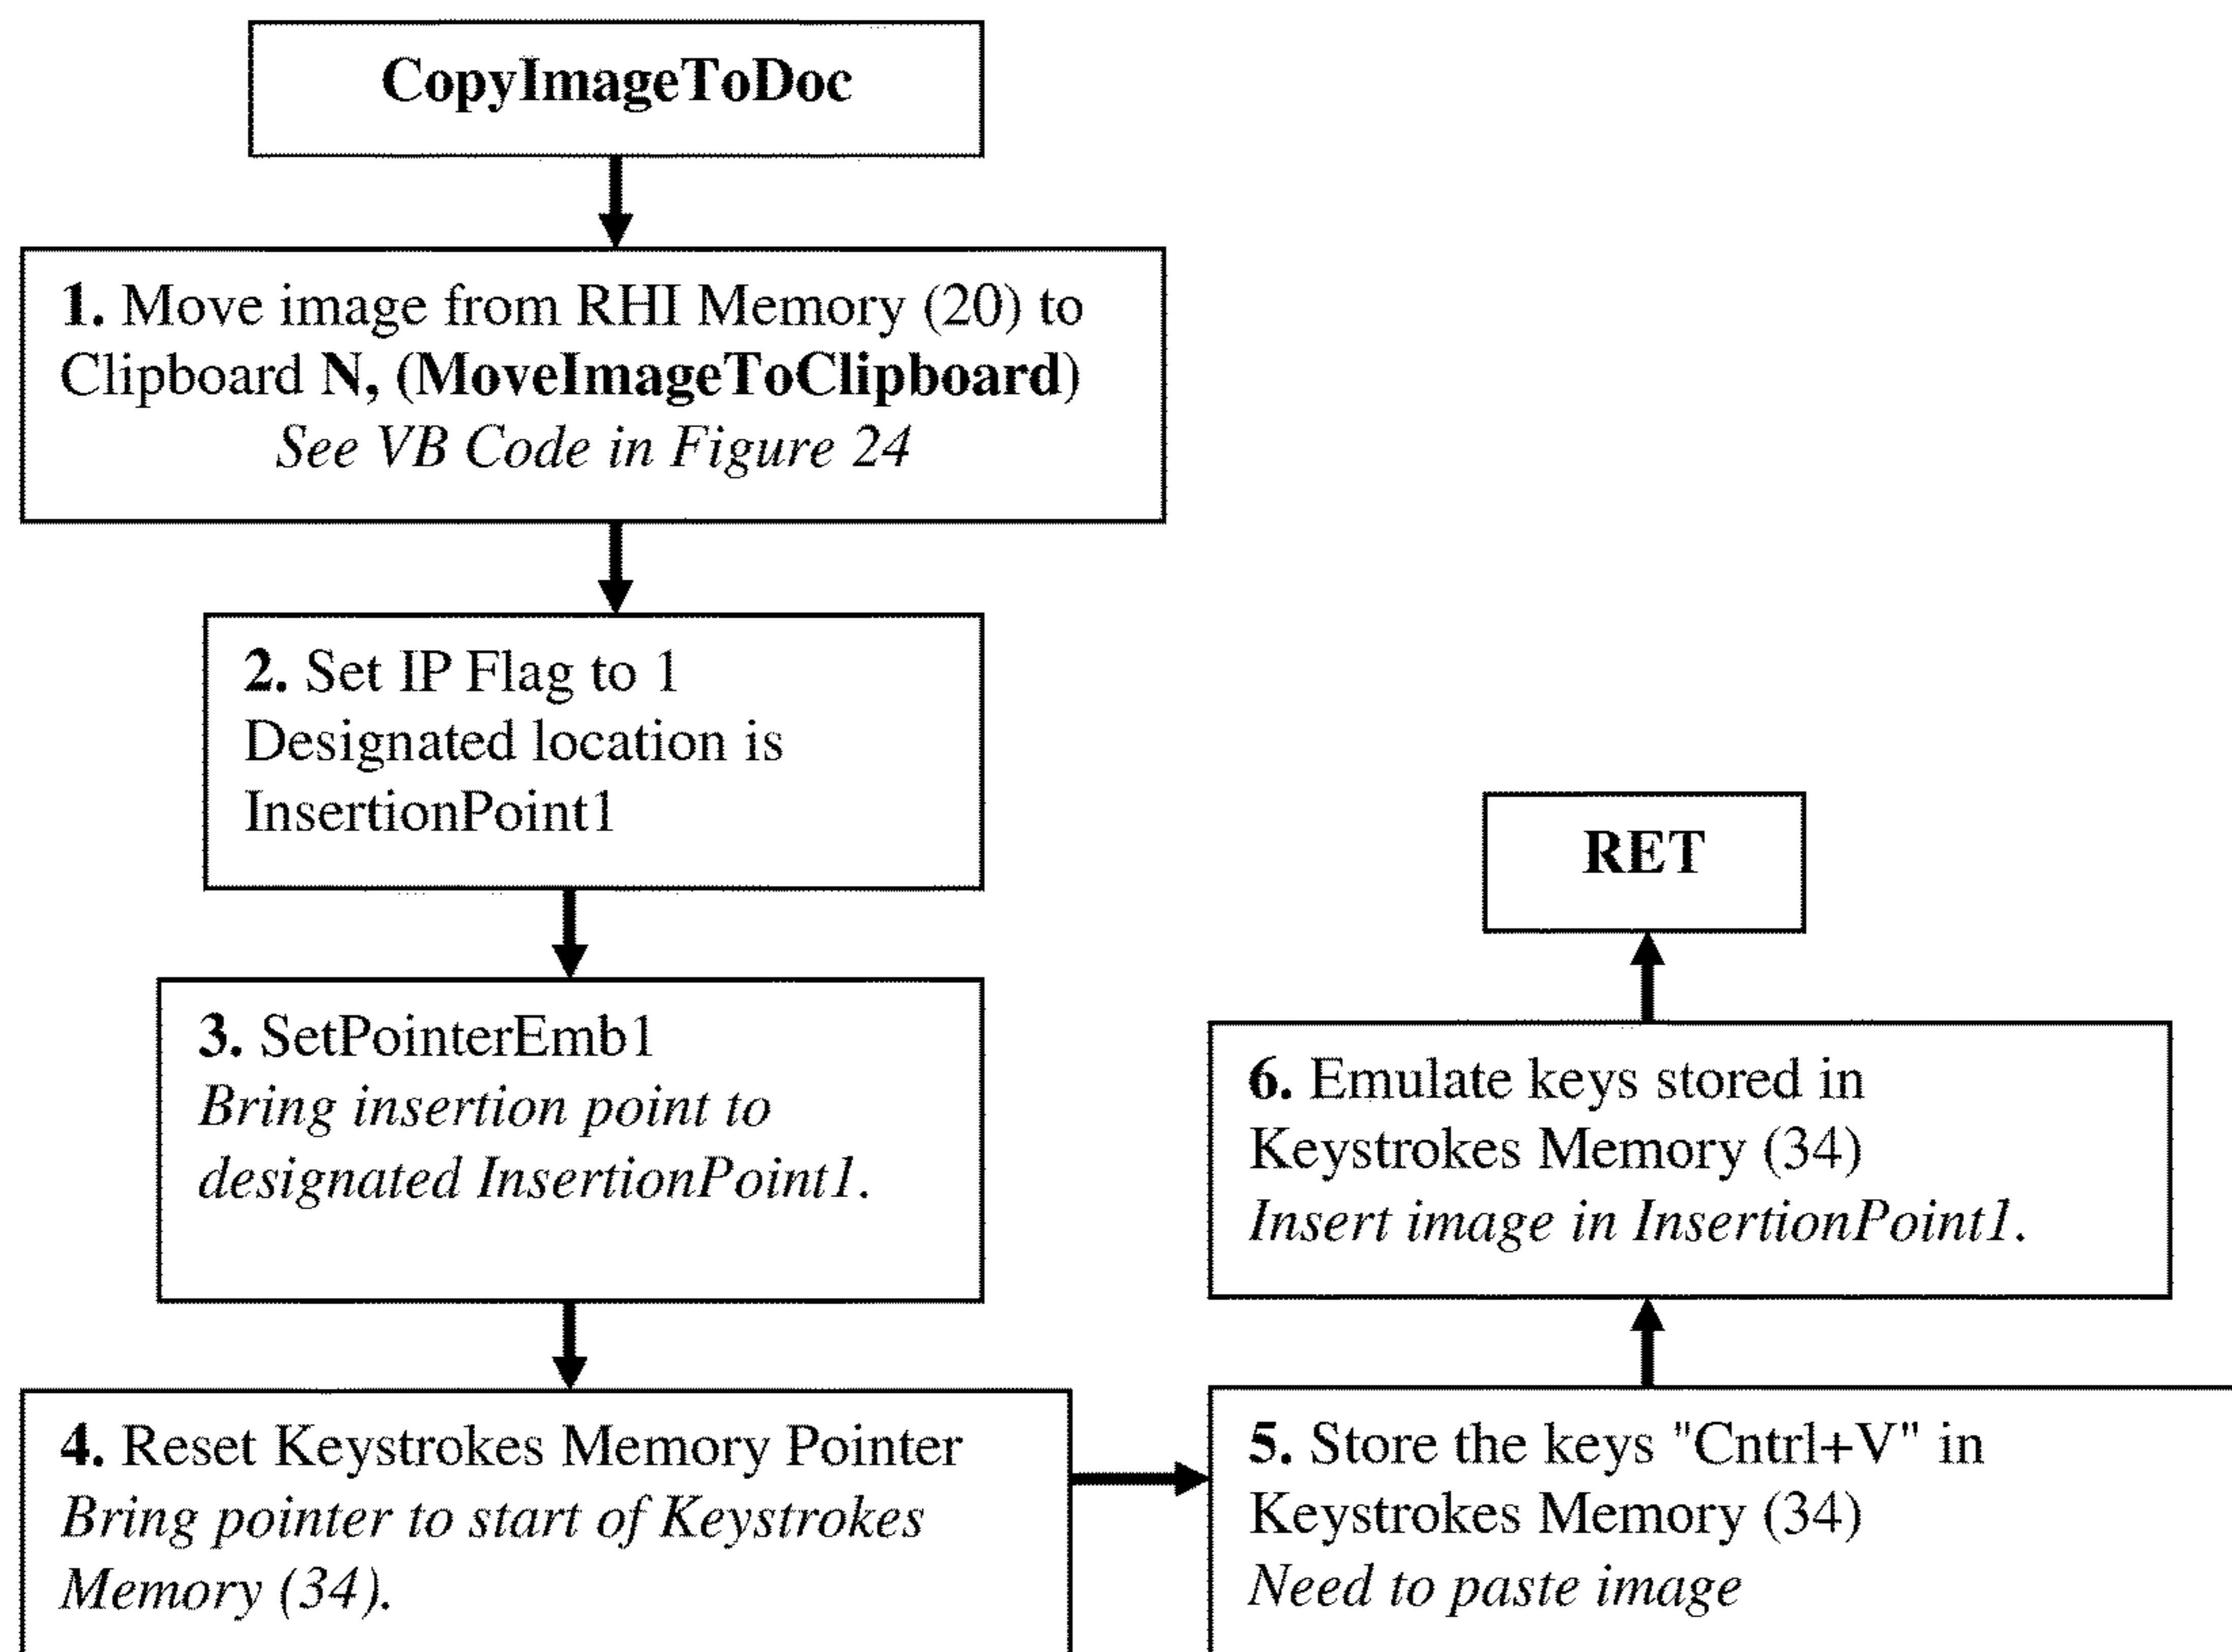 CopyImageToDoc
1. Move image from RHI Memory (20) to
Clipboard N, (MoveImageToClipboard)
See VB Code in Figure 24
2. Set IP Flag to 1
Designated location is
InsertionPoint1
3. SetPointerEmb1
Bring insertion point to
designated InsertionPoint1.
4. Reset Keystrokes Memory Pointer
Bring pointer to start of Keystrokes
Memory (34).
5. Store the keys "Cntrl+V" in
Keystrokes Memory (34)
Need to paste image
6. Emulate keys stored in
Keystrokes Memory (34)
Insert image in InsertionPoint1.
RET